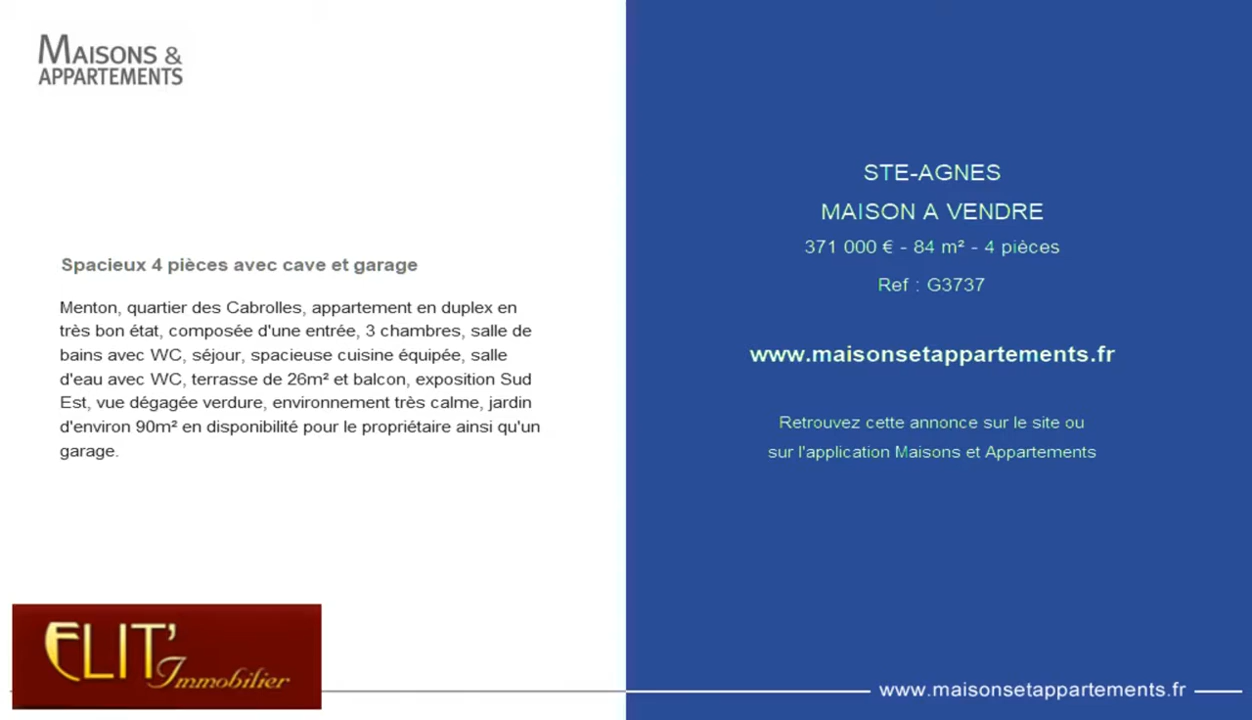 MAISONS &
APPARTEMENTS
Spacieux 4 pièces avec cave et garage
Menton, quartier des Cabrolles, appartement en duplex en
très bon état, composée d'une entrée, 3 chambres, salle de
bains avec WC, séjour, spacieuse cuisine équipée, salle
d'eau avec WC, terrasse de 26m² et balcon, exposition Sud
Est, vue dégagée verdure, environnement très calme, jardin
d'environ 90m² en disponibilité pour le propriétaire ainsi qu'un
garage.
ELIT'
Immobilier
STE-AGNES
MAISON A VENDRE
371 000 € - 84 m² - 4 pièces
Ref : G3737
www.maisonsetappartements.fr
Retrouvez cette annonce sur le site ou
sur l'application Maisons et Appartements
www.maisonsetappartements.fr